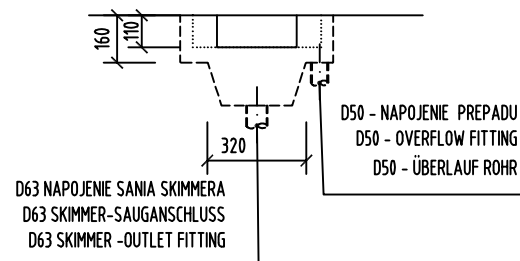 160
110
320
D50 - NAPOJENIE PREPADU
D50 - OVERFLOW FITTING
D50 - ÜBERLAUF ROHR
D63 NAPOJENIE SANIA SKIMMERA
D63 SKIMMER-SAUGANSCHLUSS
D63 SKIMMER -OUTLET FITTING